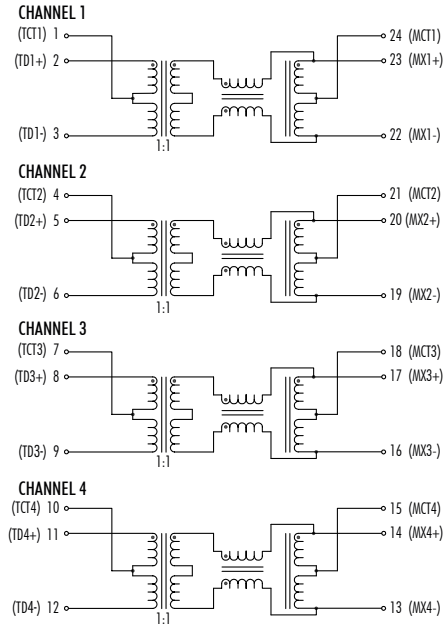 CHANNEL 1
(TCT1) 1 24 (MCT1)
(TD1+) 2 23 (MX1+)
(TD1-) 3 22 (MX1-)
1:1
CHANNEL 2
(TCT2) 4 21 (MCT2)
(TD2+) 5 20 (MX2+)
(TD2-) 6 19 (MX2-)
1:1
CHANNEL 3
(TCT3) 7 18 (MCT3)
(TD3+) 8 17 (MX3+)
(TD3-) 9 16 (MX3-)
1:1
CHANNEL 4
(TCT4) 10 15 (MCT4)
(TD4+) 11 14 (MX4+)
(TD4-) 12 13 (MX4-)
1:1